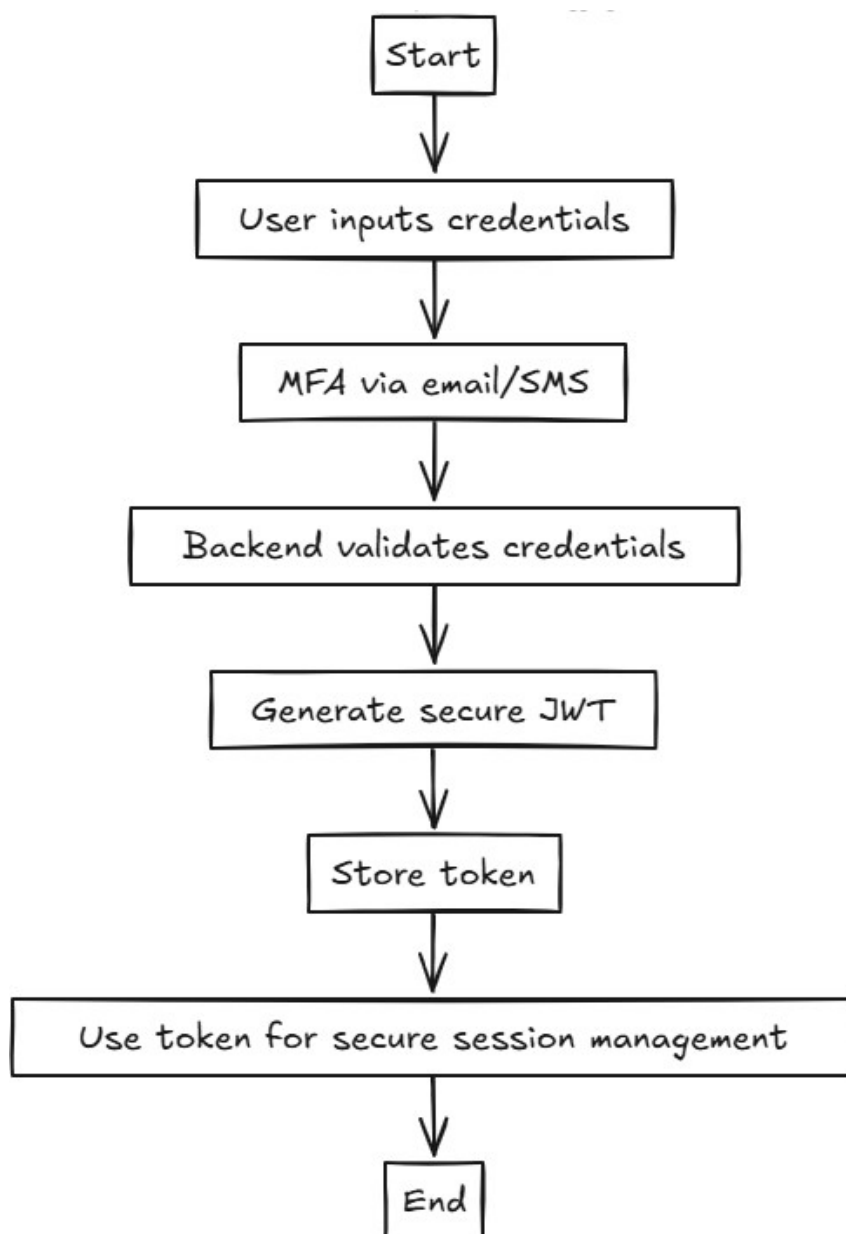 Start
User inputs credentials
MFA via email/SMS
Backend validates credentials
Generate secure JWT
Store token
Use token for secure session management
End